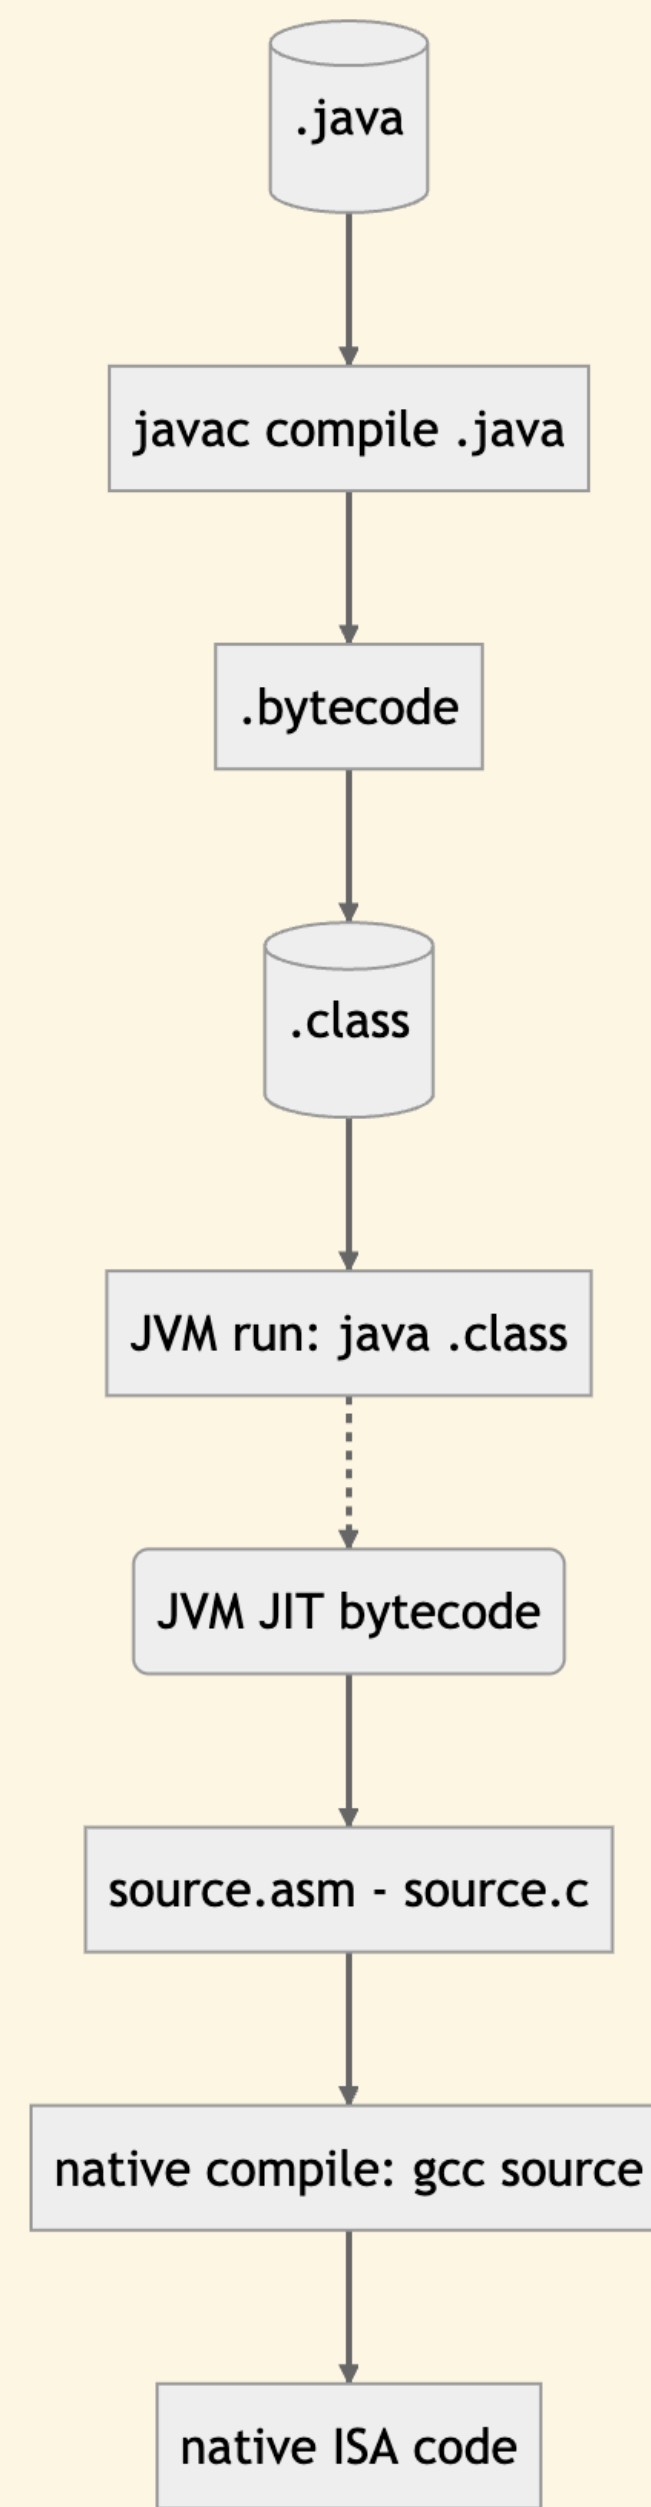 .java
javac compile .java
.bytecode
.class
JVM run: java .class
JVM JIT bytecode
source.asm - source.c
native compile: gcc source
native ISA code